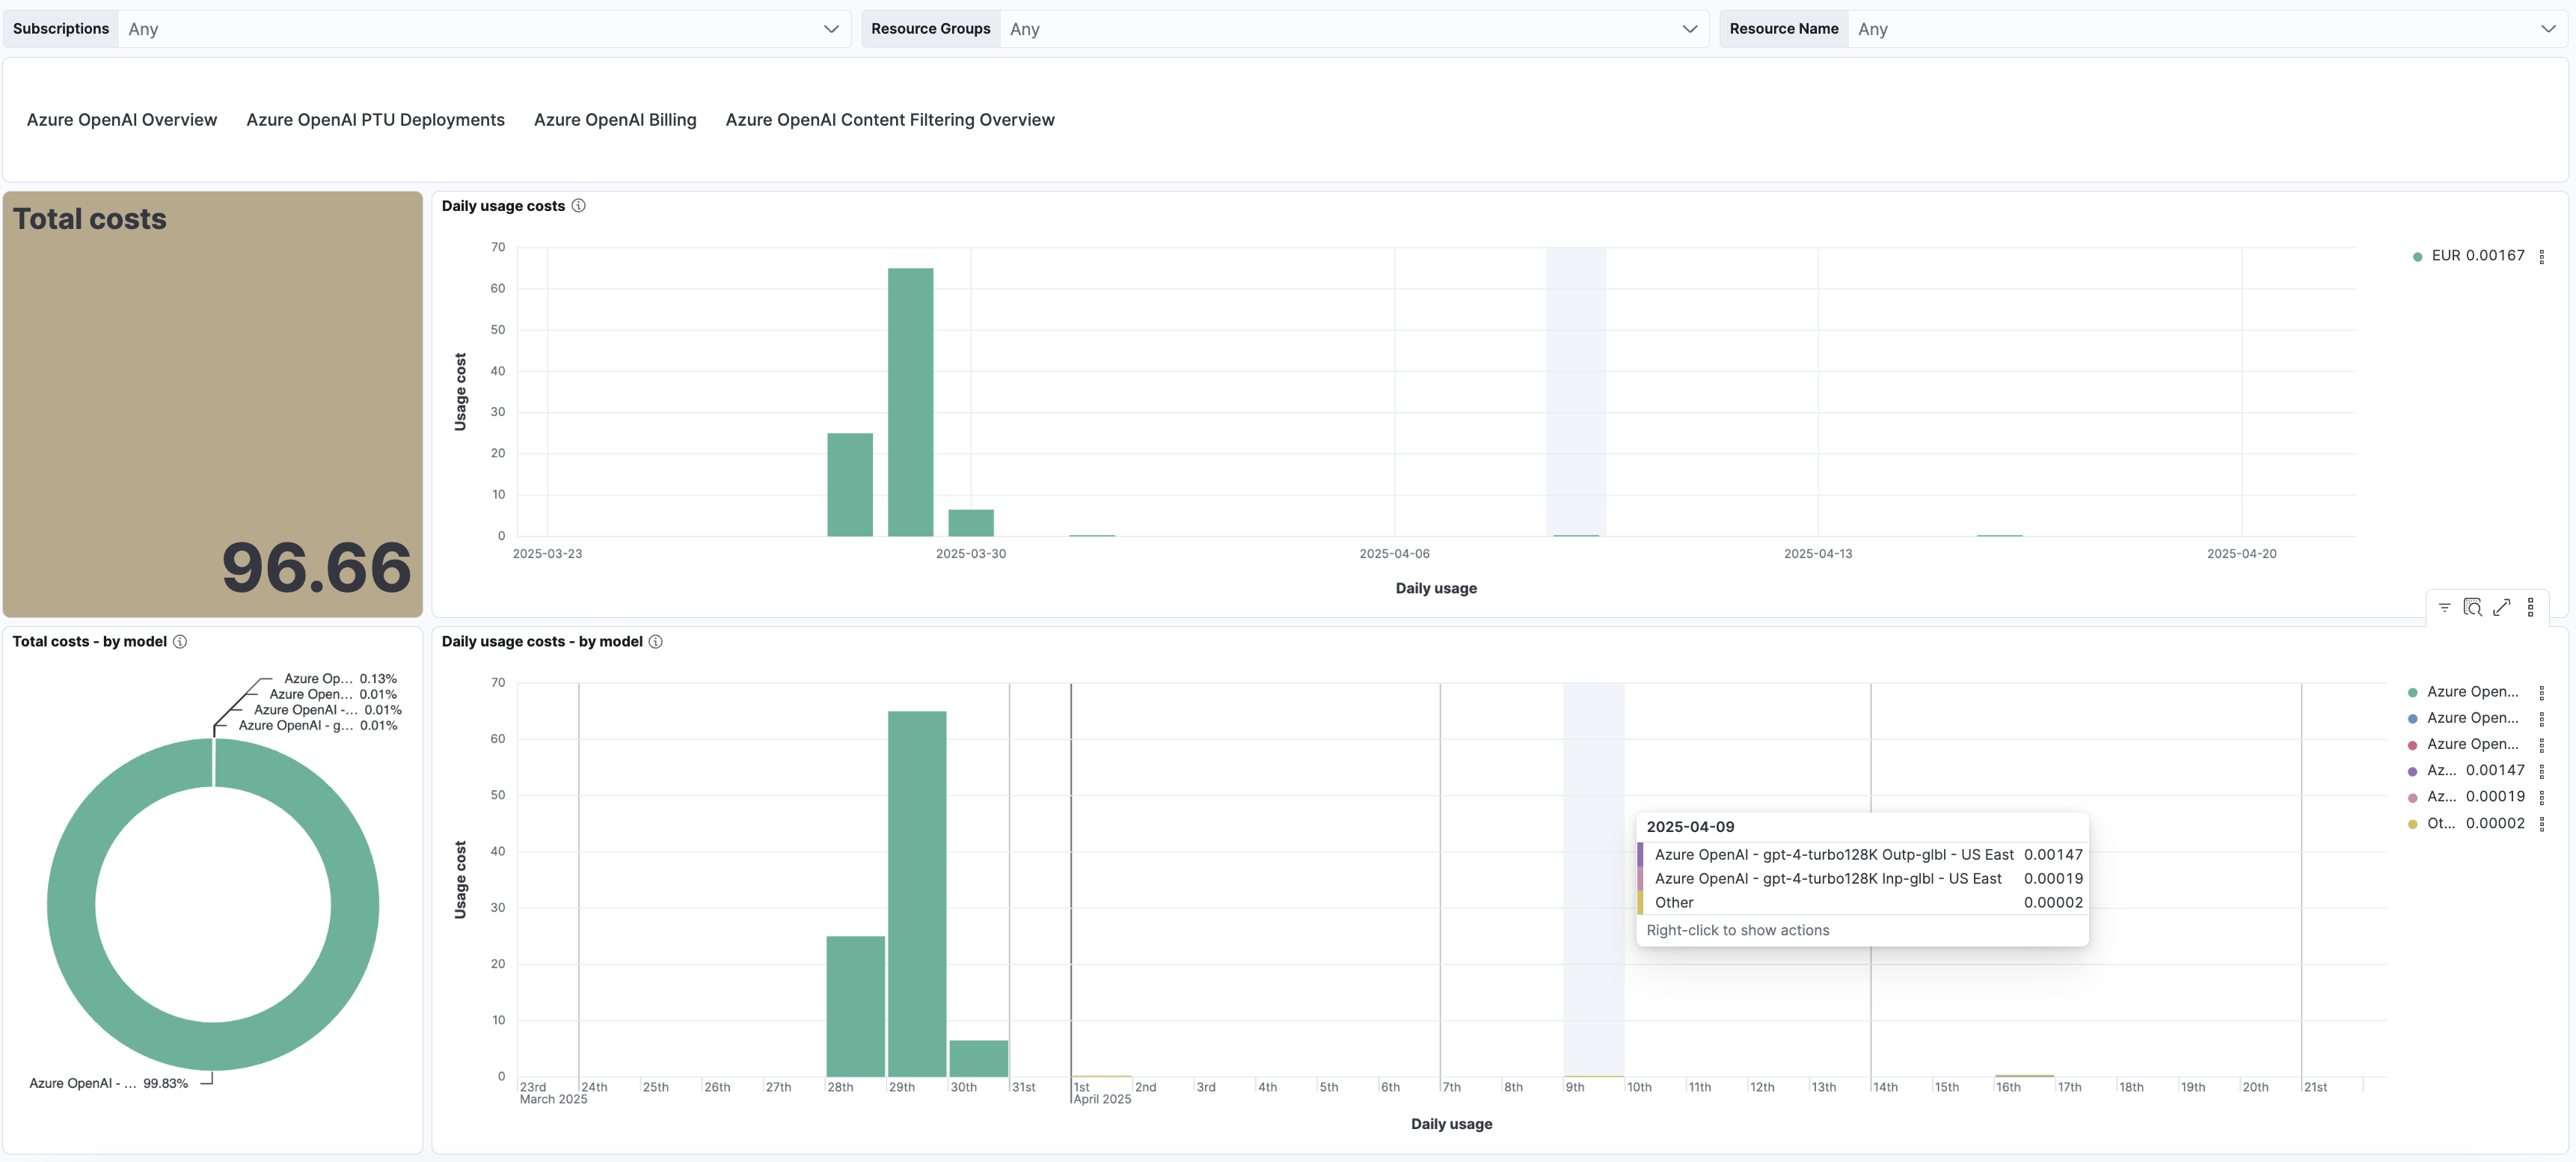 Subscriptions Any Resource Groups Any Resource Name Any
Azure OpenAI Overview Azure OpenAI PTU Deployments Azure OpenAI Billing Azure OpenAI Content Filtering Overview
Total costs
96.66
Daily usage costs
70
60
50
40
30
20
10
0
Usage cost
2025-03-23 2025-03-30 2025-04-06 2025-04-13 2025-04-20
Daily usage
EUR 0.00167
Total costs - by model
Azure Op... 0.13%
Azure Open... 0.01%
Azure OpenAI -... 0.01%
Azure OpenAI - g... 0.01%
Azure OpenAI - ... 99.83%
Daily usage costs - by model
70
60
50
40
30
20
10
0
Usage cost
23rd 24th 25th 26th 27th 28th 29th 30th 31st 1st 2nd 3rd 4th 5th 6th 7th 8th 9th 10th 11th 12th 13th 14th 15th 16th 17th 18th 19th 20th 21st
March 2025 April 2025
Daily usage
2025-04-09
Azure OpenAI - gpt-4-turbo128K Outp-glbl - US East 0.00147
Azure OpenAI - gpt-4-turbo128K Inp-glbl - US East 0.00019
Other 0.00002
Right-click to show actions
Azure Open...
Azure Open...
Azure Open...
Az... 0.00147
Az... 0.00019
Ot... 0.00002